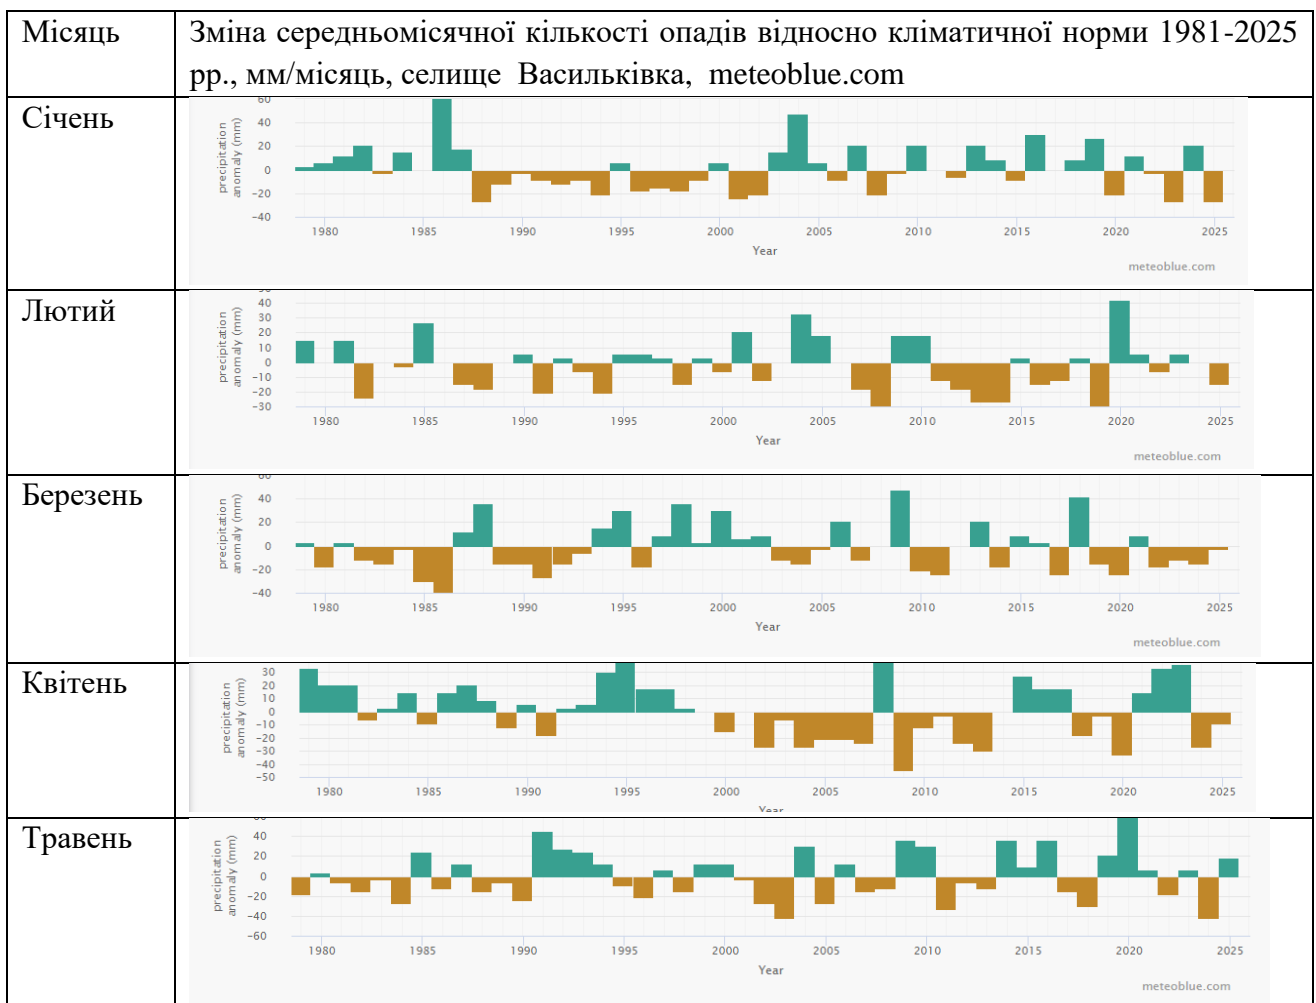 Місяць
Зміна середньомісячної кількості опадів відносно кліматичної норми 1981-2025
рр., мм/місяць, селище Васильківка, meteoblue.com
Січень
precipitation
anomaly (mm)
60
40
20
0
−20
−40
1980 1985 1990 1995 2000 2005 2010 2015 2020 2025
Year
meteoblue.com
Лютий
precipitation
anomaly (mm)
40
30
20
10
0
−10
−20
−30
1980 1985 1990 1995 2000 2005 2010 2015 2020 2025
Year
meteoblue.com
Березень
precipitation
anomaly (mm)
60
40
20
0
−20
−40
1980 1985 1990 1995 2000 2005 2010 2015 2020 2025
Year
meteoblue.com
Квітень
precipitation
anomaly (mm)
30
20
10
0
−10
−20
−30
−40
−50
1980 1985 1990 1995 2000 2005 2010 2015 2020 2025
Year
Травень
precipitation
anomaly (mm)
60
40
20
0
−20
−40
−60
1980 1985 1990 1995 2000 2005 2010 2015 2020 2025
Year
meteoblue.com